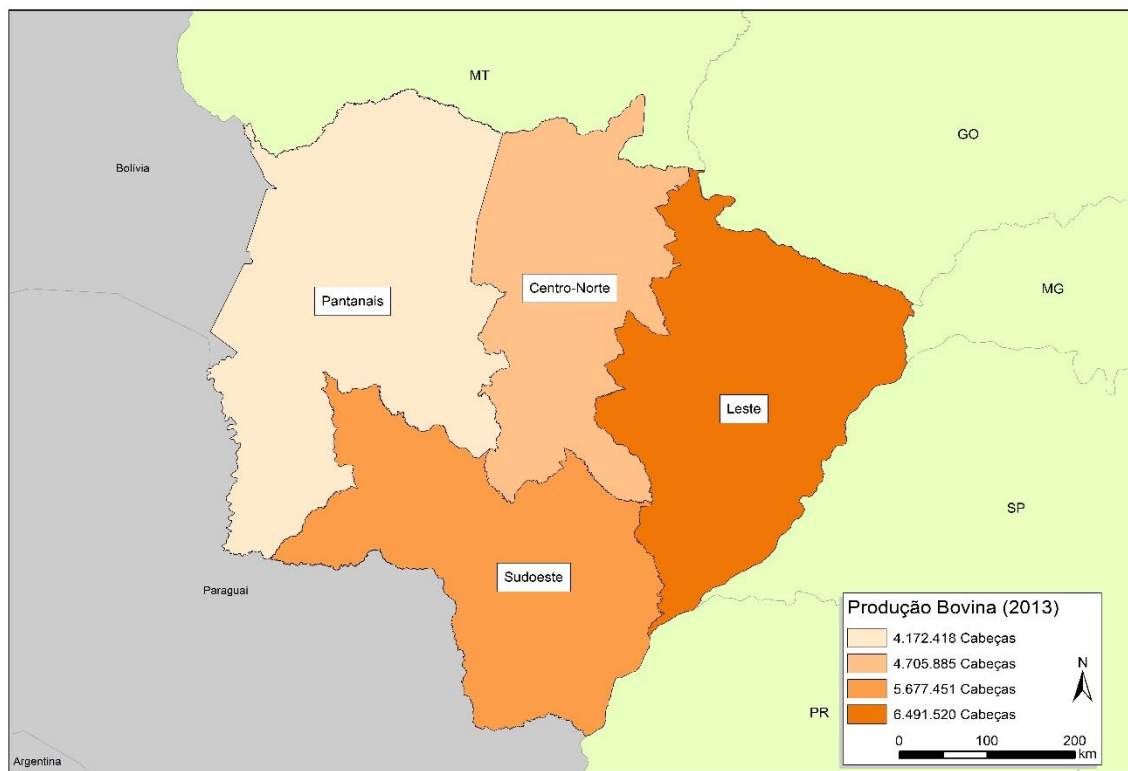 MT
GO
Bolívia
Pantanais
Centro-Norte
MG
Leste
SP
Sudoeste
Paraguai
Produção Bovina (2013)
4.172.418 Cabeças
4.705.885 Cabeças
5.677.451 Cabeças
6.491.520 Cabeças
N
PR
0 100 200
km
Argentina